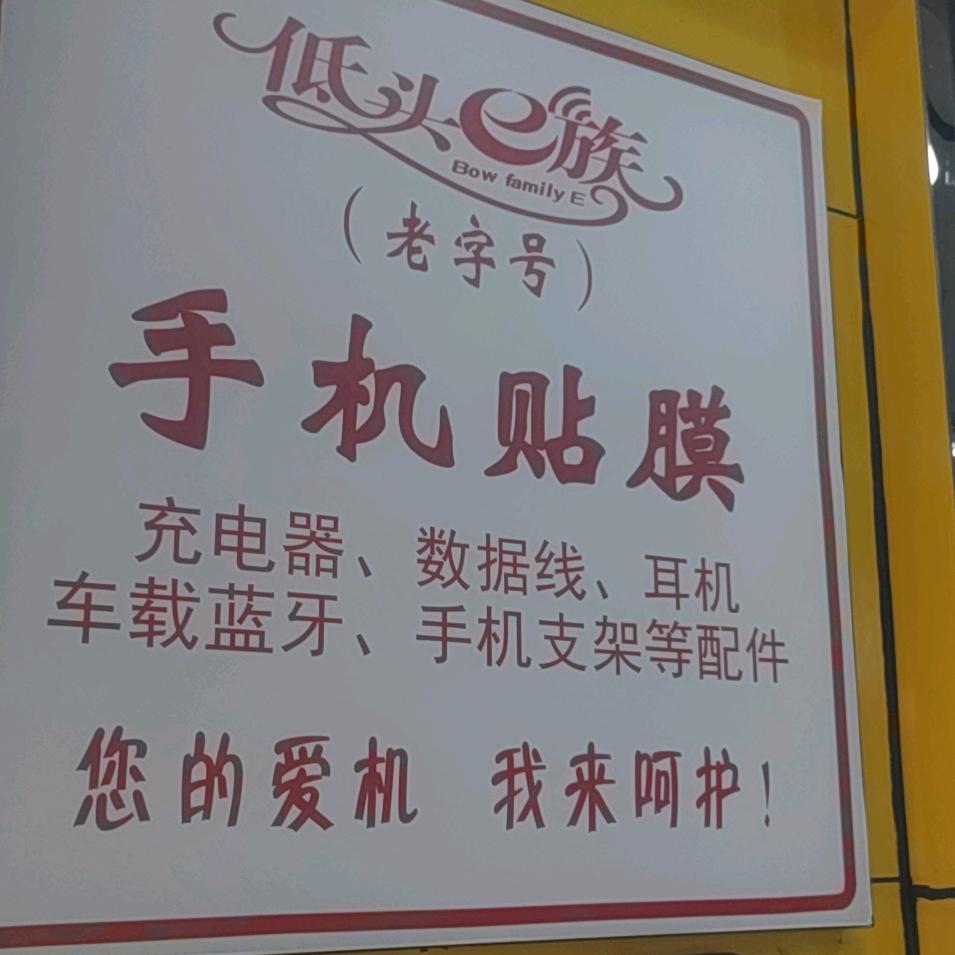 低头e族
Bow family E
（老字号）
手机贴膜
充电器、数据线、耳机
车载蓝牙、手机支架等配件
您的爱机 我来呵护！